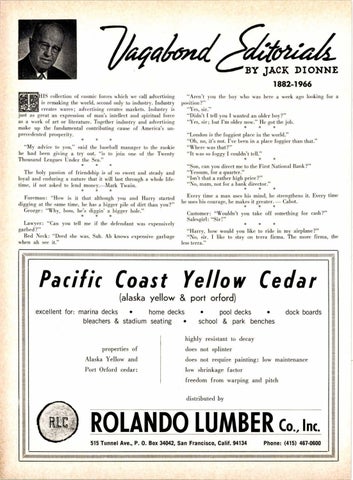 Vagabond Editorials
BY JACK DIONNE
1882-1966
THIS collection of cosmic forces which we call advertising
is remaking the world, second only to industry. Industry
creates wares; advertising creates markets. Industry is
just as great an expression of man's intellect and spiritual force
as a work of art or literature. Together industry and advertising
make up the fundamental contributing cause of America's un-
precedented prosperity.
* * *
"My advice to you," said the baseball manager to the rookie
he had been giving a try out, "is to join one of the Twenty
Thousand Leagues Under the Sea."
* * *
The holy passion of friendship is of so sweet and steady and
loyal and enduring a nature that it will last through a whole life-
time, if not asked to lend money.—Mark Twain.
* * *
Foreman: "How is it that although you and Harry started
digging at the same time, he has a bigger pile of dirt than you?"
George: "Why, boss, he's diggin' a bigger hole."
* * *
Lawyer: "Can you tell me if the defendant was expensively
garbed?"
Red Neck: "Deed she was, Suh. Ah knows expensive garbage
when ah see it."
"Aren't you the boy who was here a week ago looking for a
position?"
"Yes, sir."
"Didn't I tell you I wanted an older boy?"
"Yes, sir; but I'm older now." He got the job.
* * *
"London is the foggiest place in the world."
"Oh, no, it's not. I've been in a place foggier than that."
"Where was that?"
"It was so foggy I couldn't tell."
* * *
"Son, can you direct me to the First National Bank?"
"Yessum, for a quarter."
"Isn't that a rather high price?"
"No, mam, not for a bank director."
* * *
Every time a man uses his mind, he strengthens it. Every time
he uses his courage, he makes it greater.—Cabot.
* * *
Customer: "Wouldn't you take off something for cash?"
Salesgirl: "Sir!"
* * *
"Harry, how would you like to ride in my airplane?"
"No, sir. I like to stay on terra firma. The more firma, the
less terra."
Pacific Coast Yellow Cedar
(alaska yellow & port orford)
excellent for: marina decks • home decks • pool decks • dock boards
bleachers & stadium seating • school & park benches
properties of
Alaska Yellow and
Port Orford cedar:
highly resistant to decay
does not splinter
does not require painting: low maintenance
low shrinkage factor
freedom from warping and pitch
distributed by
RLC
ROLANDO LUMBER Co., Inc.
515 Tunnel Ave., P. O. Box 34042, San Francisco, Calif. 94134 Phone: (415) 467-0600